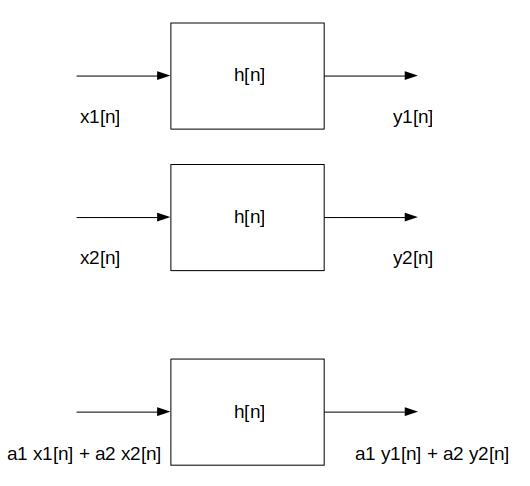 h[n]
x1[n]
y1[n]
h[n]
x2[n]
y2[n]
h[n]
a1 x1[n] + a2 x2[n]
a1 y1[n] + a2 y2[n]